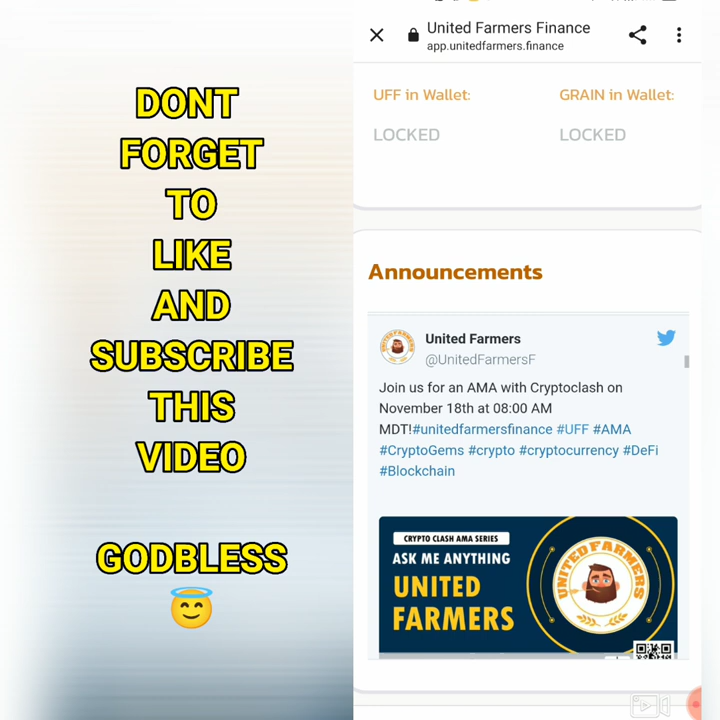 DONT
FORGET
TO
LIKE
AND
SUBSCRIBE
THIS
VIDEO
GODBLESS
United Farmers Finance
app.unitedfarmers.finance
UFF in Wallet:
GRAIN in Wallet:
LOCKED
LOCKED
Announcements
United Farmers
@UnitedFarmersF
Join us for an AMA with Cryptoclash on
November 18th at 08:00 AM
MDT!#unitedfarmersfinance #UFF #AMA
#CryptoGems #crypto #cryptocurrency #DeFi
#Blockchain
CRYPTO CLASH AMA SERIES
ASK ME ANYTHING
UNITED
FARMERS
UNITED FARMERS